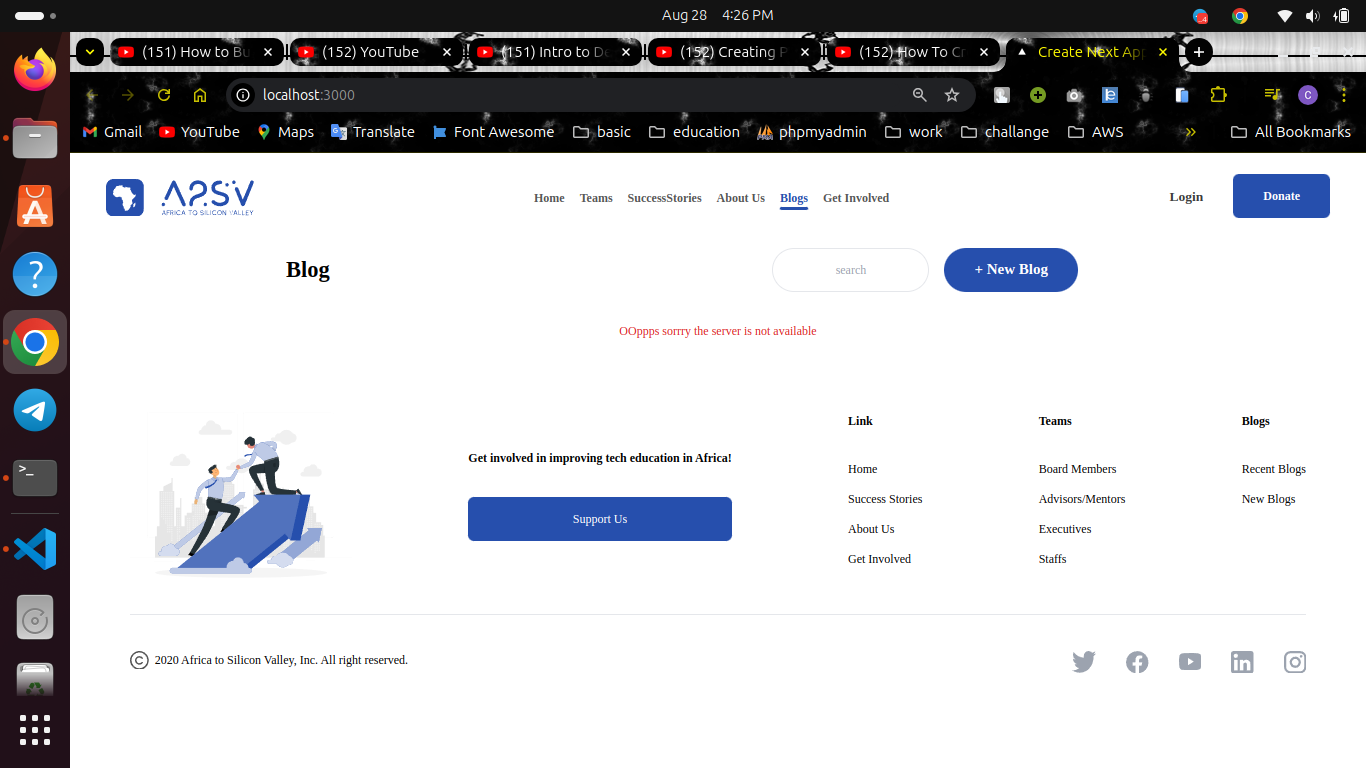 Aug 28 4:26 PM
(151) How to Bu
(152) YouTube
(151) Intro to De
(152) Creating P
(152) How To Cr
Create Next App
localhost:3000
Gmail YouTube Maps Translate Font Awesome basic education phpmyadmin work challange AWS » All Bookmarks
APSV
AFRICA TO SILICON VALLEY
Home Teams SuccessStories About Us Blogs Get Involved
Login
Donate
Blog
search
+ New Blog
OOppps sorrry the server is not available
Get involved in improving tech education in Africa!
Support Us
Link
Home
Success Stories
About Us
Get Involved
Teams
Board Members
Advisors/Mentors
Executives
Staffs
Blogs
Recent Blogs
New Blogs
© 2020 Africa to Silicon Valley, Inc. All right reserved.